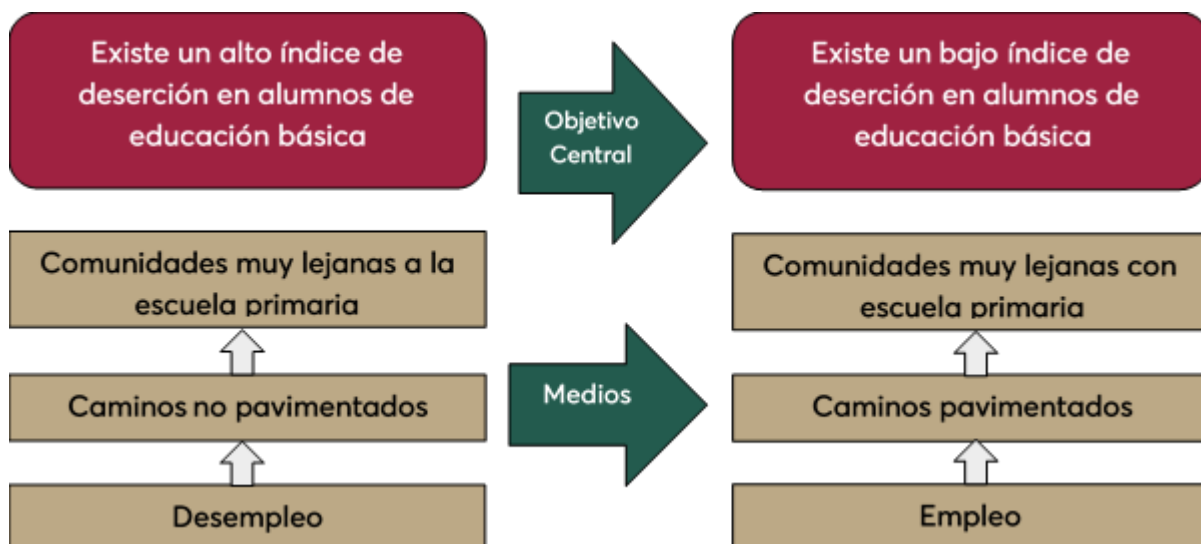 Existe un alto índice de
deserción en alumnos de
educación básica
Objetivo
Central
Existe un bajo índice de
deserción en alumnos de
educación básica
Comunidades muy lejanas a la
escuela primaria
Comunidades muy lejanas con
escuela primaria
Caminos no pavimentados
Medios
Caminos pavimentados
Desempleo
Empleo